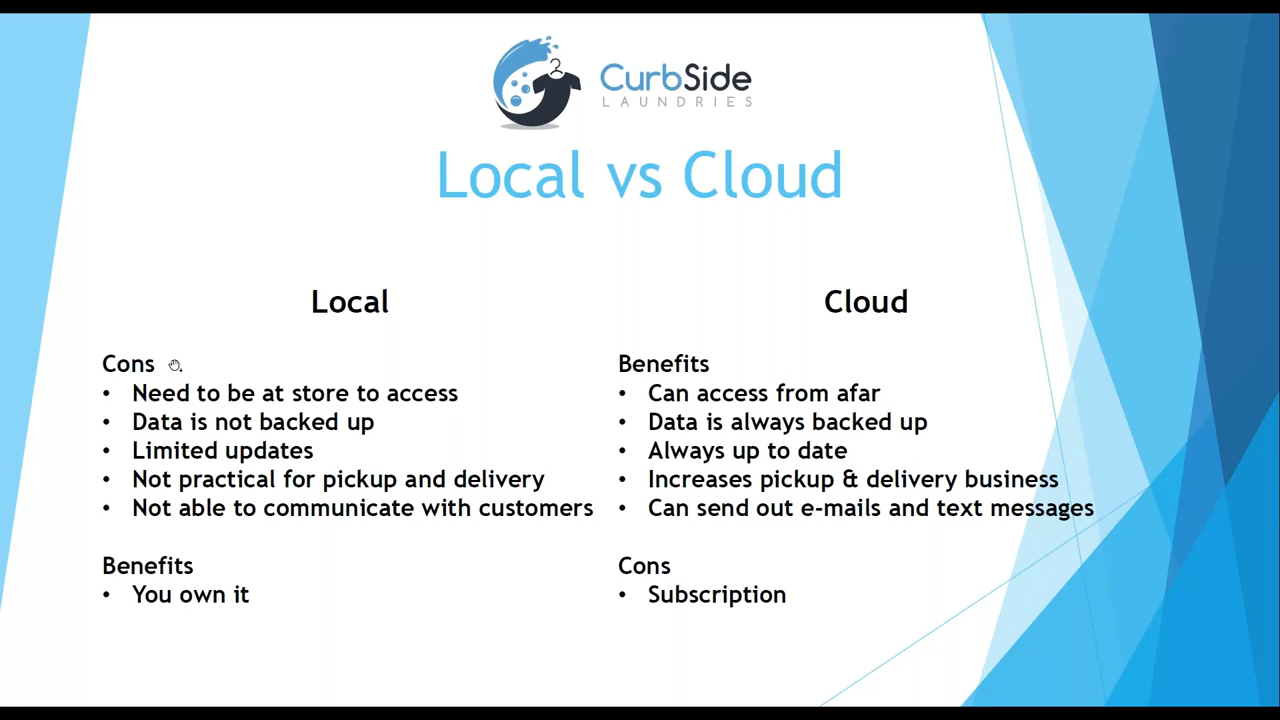 CurbSide
LAUNDRIES
Local vs Cloud
Local
Cons
• Need to be at store to access
• Data is not backed up
• Limited updates
• Not practical for pickup and delivery
• Not able to communicate with customers
Benefits
• You own it
Cloud
Benefits
• Can access from afar
• Data is always backed up
• Always up to date
• Increases pickup & delivery business
• Can send out e-mails and text messages
Cons
• Subscription